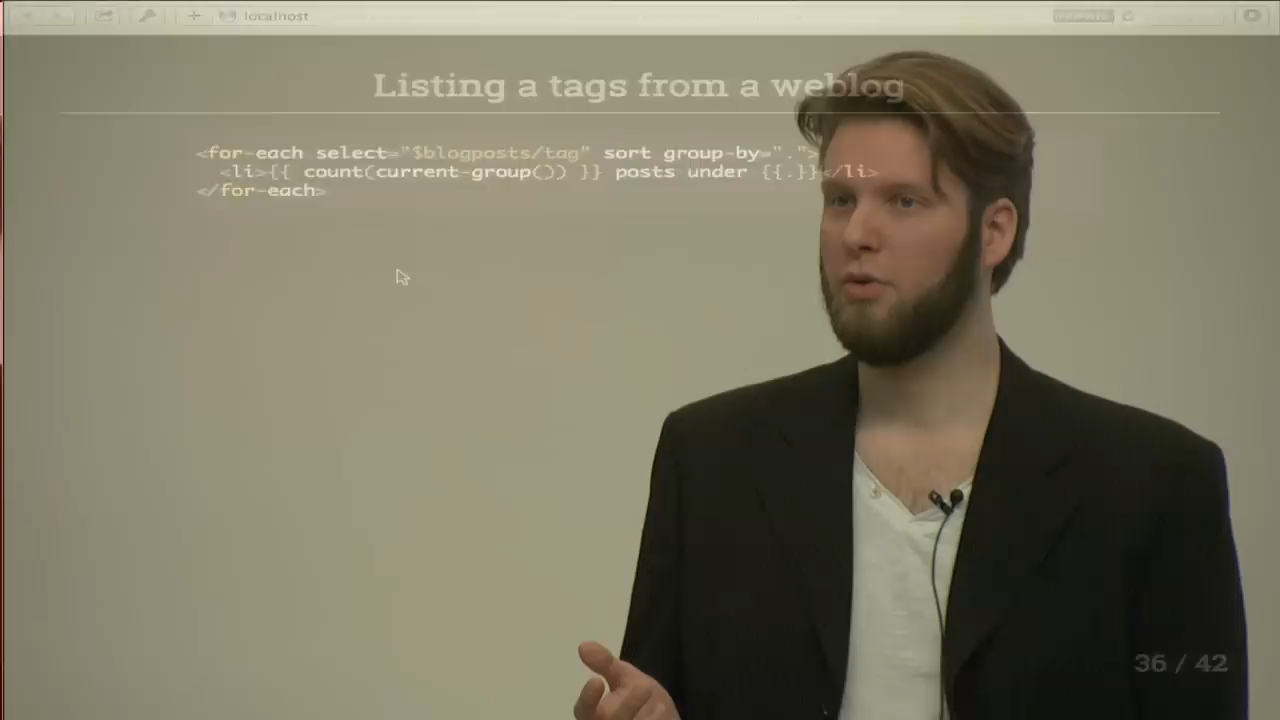 localhost
Listing a tags from a weblog
<for-each select="$blogposts/tag" sort group-by=".">
<li>{{ count(current-group()) }} posts under {{.}}</li>
</for-each>
36 / 42